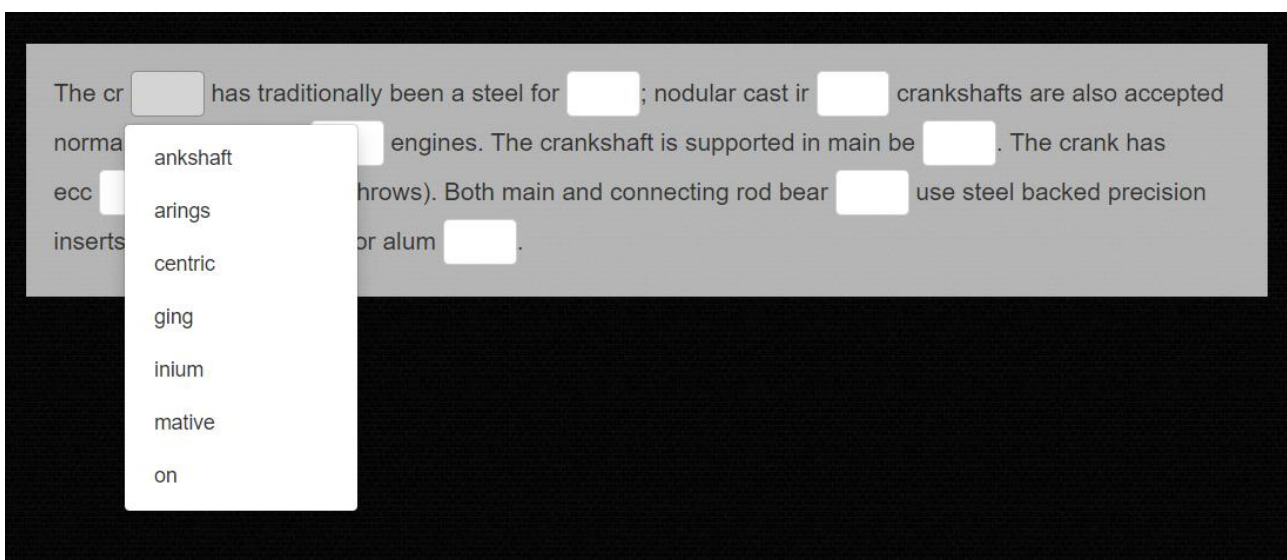 The cr has traditionally been a steel for ; nodular cast ir crankshafts are also accepted
norma engines. The crankshaft is supported in main be . The crank has
ecc hrows). Both main and connecting rod bear use steel backed precision
inserts or alum .
ankshaft
arings
centric
ging
inium
mative
on